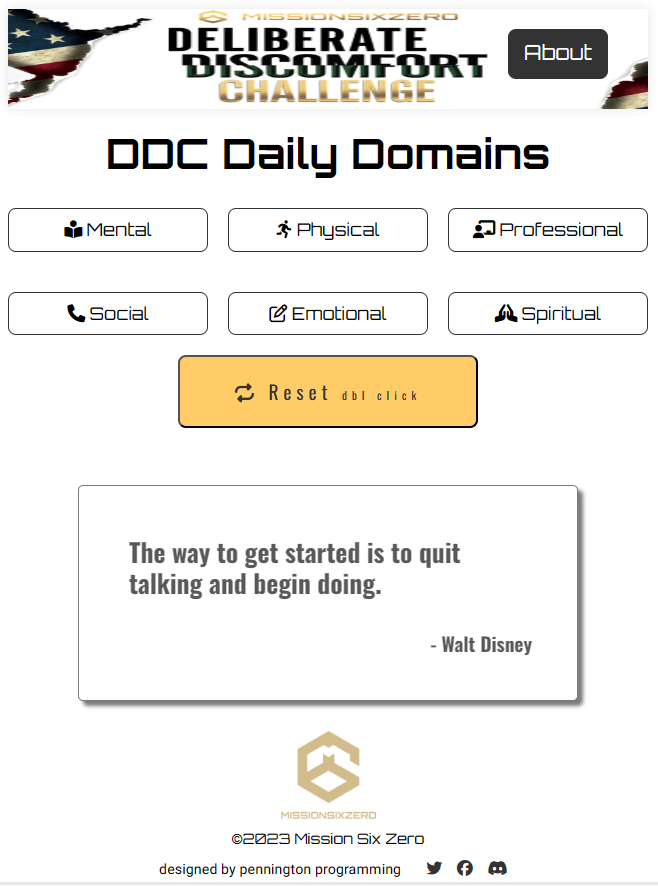 MISSIONSIXZERO
DELIBERATE
DISCOMFORT
CHALLENGE
About
DDC Daily Domains
Mental
Physical
Professional
Social
Emotional
Spiritual
Reset dbl click
The way to get started is to quit
talking and begin doing.
- Walt Disney
MISSIONSIXZERO
©2023 Mission Six Zero
designed by pennington programming